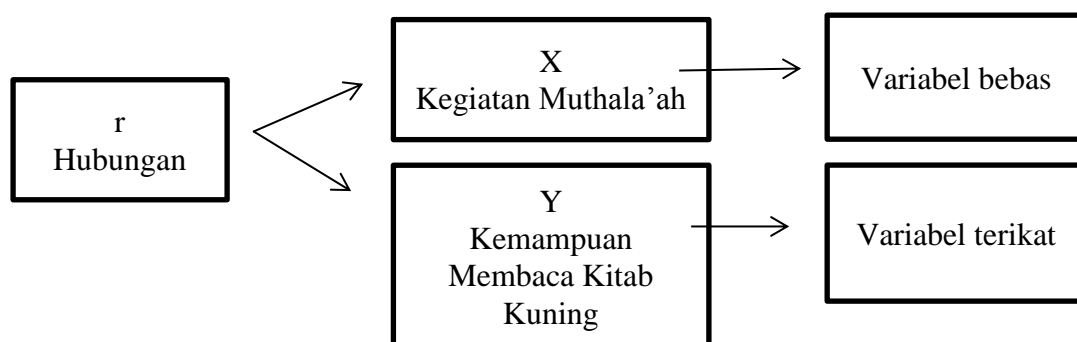 r
Hubungan
X
Kegiatan Muthala’ah
Variabel bebas
Y
Kemampuan
Membaca Kitab
Kuning
Variabel terikat